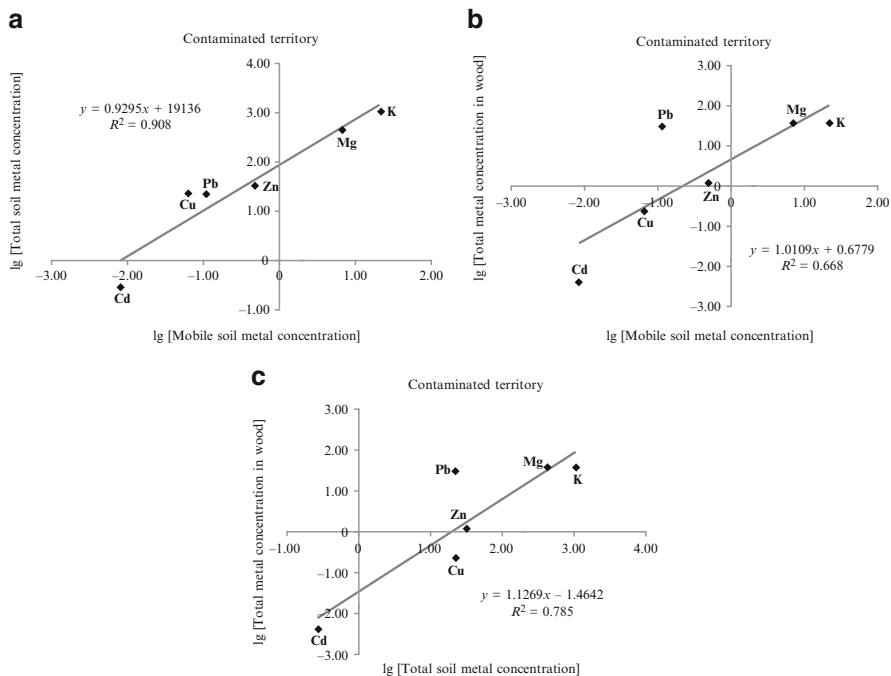 a
Contaminated territory
lg [Total soil metal concentration]
4.00
3.00
2.00
1.00
0
−1.00
y = 0.9295x + 19136
R² = 0.908
K
Mg
Zn
Pb
Cu
Cd
−3.00 −2.00 −1.00 0 1.00 2.00
lg [Mobile soil metal concentration]
b
Contaminated territory
lg [Total metal concentration in wood]
3.00
2.00
1.00
0
−1.00
−2.00
−3.00
Pb
Mg
K
Zn
Cu
Cd
−3.00 −2.00 −1.00 0 1.00 2.00
y = 1.0109x + 0.6779
R² = 0.668
lg [Mobile soil metal concentration]
c
Contaminated territory
lg [Total metal concentration in wood]
3.00
2.00
1.00
0
−1.00
−2.00
−3.00
Pb
Mg
K
Zn
Cu
Cd
−1.00 0 1.00 2.00 3.00 4.00
y = 1.1269x – 1.4642
R² = 0.785
lg [Total soil metal concentration]